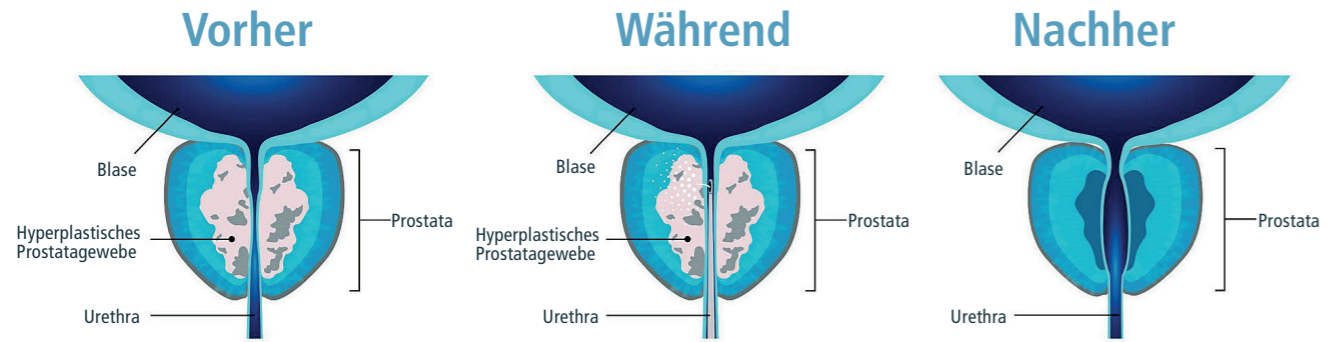 Vorher
Blase
Hyperplastisches
Prostatagewebe
Prostata
Urethra
Während
Blase
Hyperplastisches
Prostatagewebe
Prostata
Urethra
Nachher
Blase
Prostata
Urethra